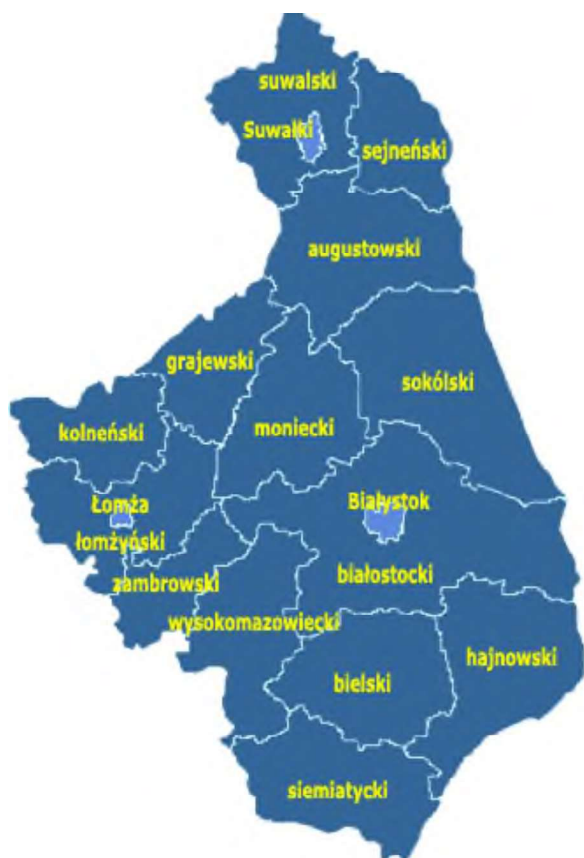 suwalski
Suwałki
sejneński
augustowski
grajewski
sokólski
kolneński
moniecki
Łomża
Białystok
łomżyński
zambrowski
białostocki
wysokomazowiecki
hajnowski
bielski
siemiatycki